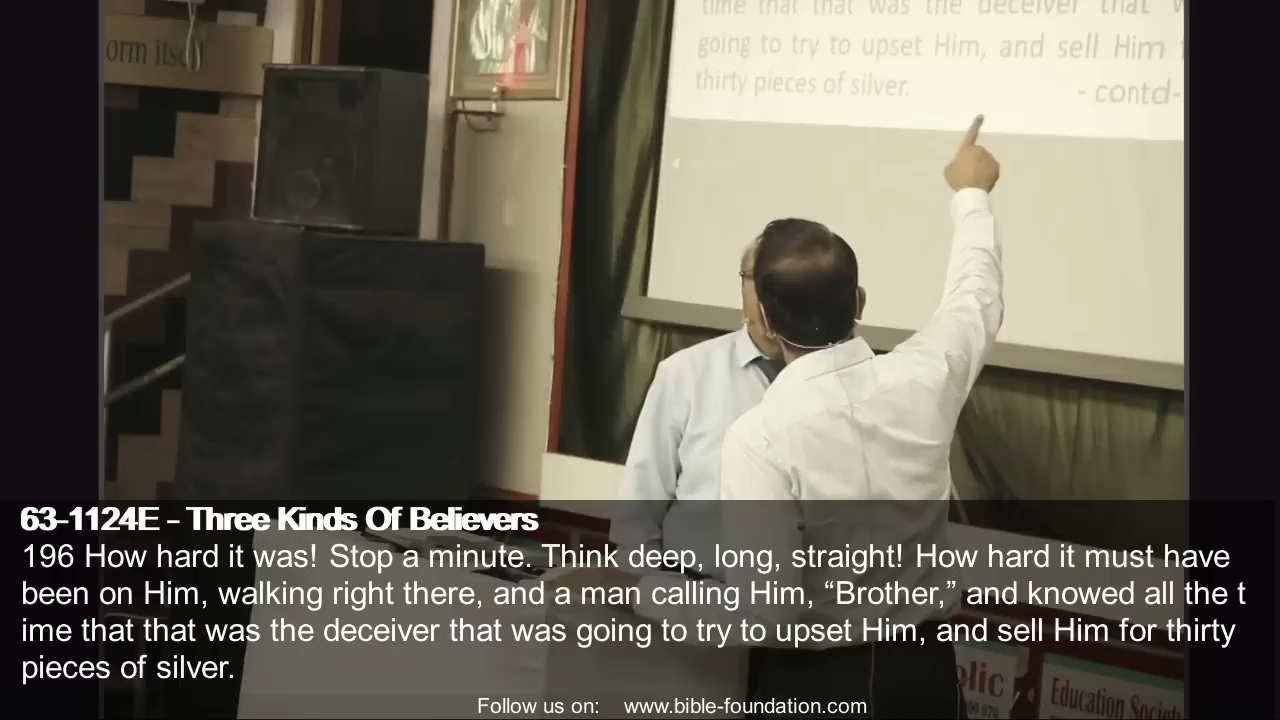 orm itself
time that that was the deceiver that
going to try to upset Him, and sell Him
thirty pieces of silver.
- contd-
63-1124E – Three Kinds Of Believers
196 How hard it was! Stop a minute. Think deep, long, straight! How hard it must have
been on Him, walking right there, and a man calling Him, “Brother,” and knowed all the t
ime that that was the deceiver that was going to try to upset Him, and sell Him for thirty
pieces of silver.
Education Society
Follow us on: www.bible-foundation.com